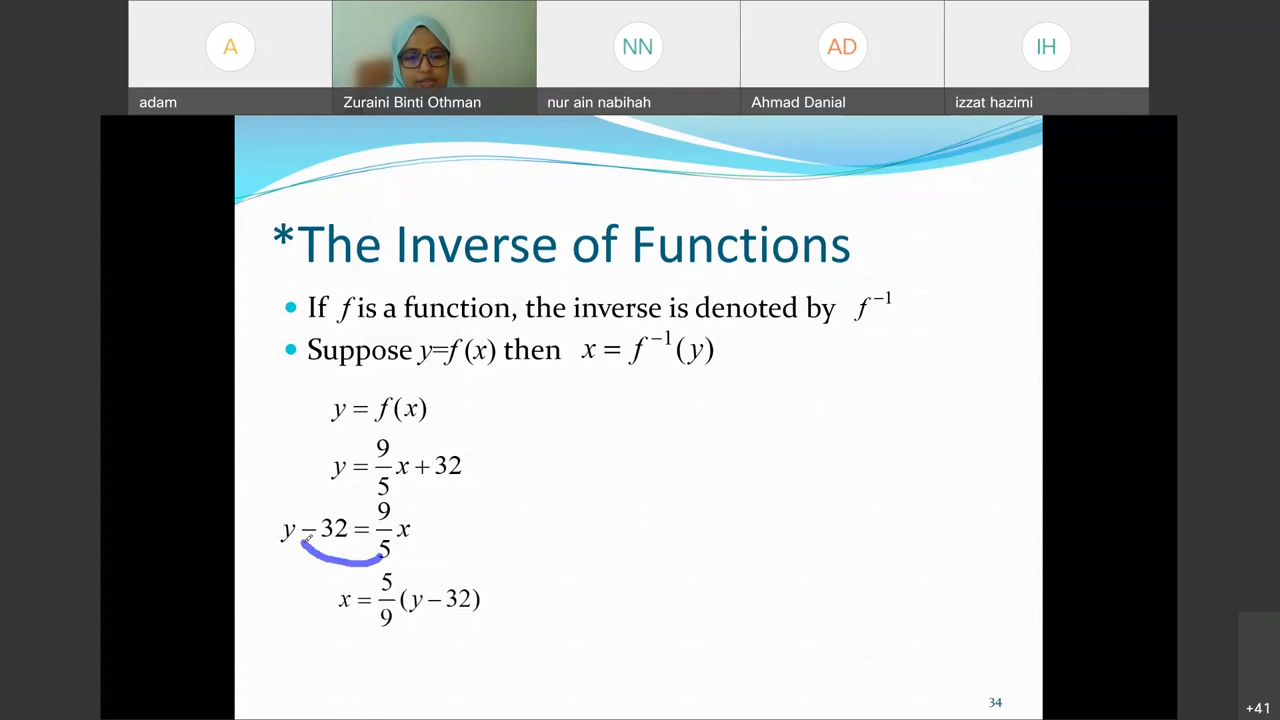 A
NN
AD
IH
adam
Zuraini Binti Othman
nur ain nabihah
Ahmad Danial
izzat hazimi
*The Inverse of Functions
• If f is a function, the inverse is denoted by f⁻¹
• Suppose y=f (x) then x = f⁻¹(y)
y = f(x)
y = 9/5 x + 32
y − 32 = 9/5 x
x = 5/9 (y − 32)
34
+41